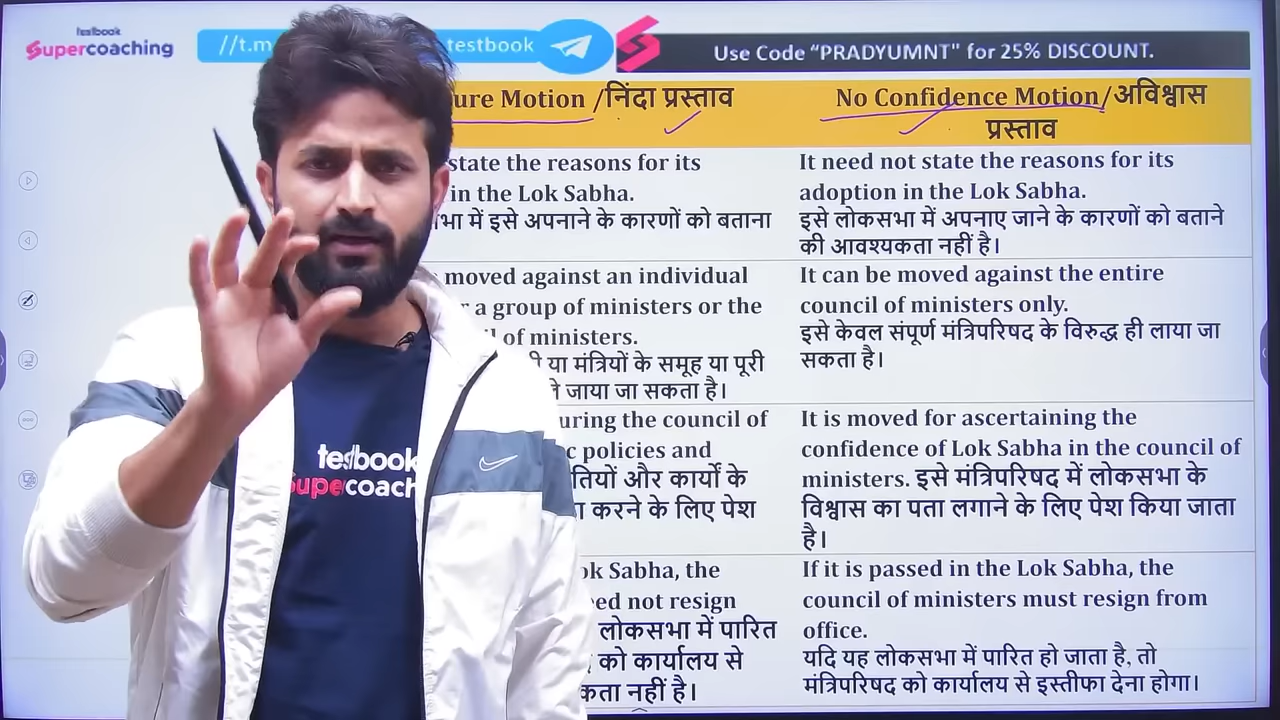 testbook
Supercoaching
//t.m
testbook
Use Code “PRADYUMNT" for 25% DISCOUNT.
Motion /निंदा प्रस्ताव
No Confidence Motion/अविश्वास
प्रस्ताव
state the reasons for its
in the Lok Sabha.
में इसे अपनाने के कारणों को बताना
It need not state the reasons for its
adoption in the Lok Sabha.
इसे लोकसभा में अपनाए जाने के कारणों को बताने
की आवश्यकता नहीं है।
moved against an individual
a group of ministers or the
of ministers.
या मंत्रियों के समूह या पूरी
जाया जा सकता है।
It can be moved against the entire
council of ministers only.
इसे केवल संपूर्ण मंत्रिपरिषद के विरुद्ध ही लाया जा
सकता है।
the council of
policies and
और कार्यों के
करने के लिए पेश
It is moved for ascertaining the
confidence of Lok Sabha in the council of
ministers. इसे मंत्रिपरिषद में लोकसभा के
विश्वास का पता लगाने के लिए पेश किया जाता
है।
Sabha, the
not resign
लोकसभा में पारित
को कार्यालय से
नहीं है।
If it is passed in the Lok Sabha, the
council of ministers must resign from
office.
यदि यह लोकसभा में पारित हो जाता है, तो
मंत्रिपरिषद को कार्यालय से इस्तीफा देना होगा।
testbook
Supercoach